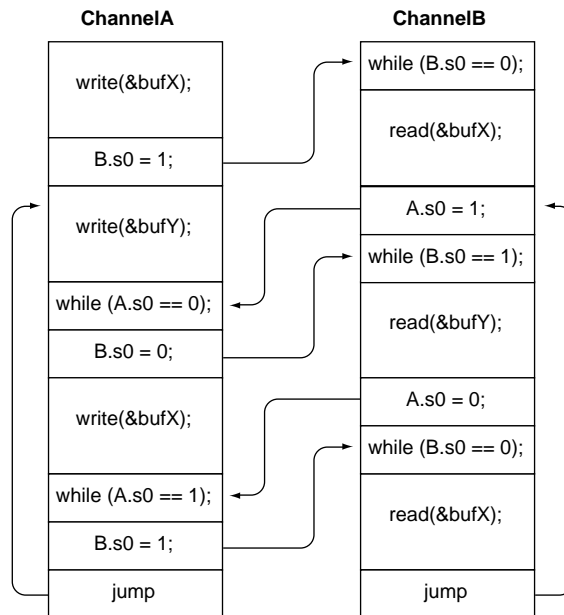 ChannelA
write(&bufX);
B.s0 = 1;
write(&bufY);
while (A.s0 == 0);
B.s0 = 0;
write(&bufX);
while (A.s0 == 1);
B.s0 = 1;
jump
ChannelB
while (B.s0 == 0);
read(&bufX);
A.s0 = 1;
while (B.s0 == 1);
read(&bufY);
A.s0 = 0;
while (B.s0 == 0);
read(&bufX);
jump